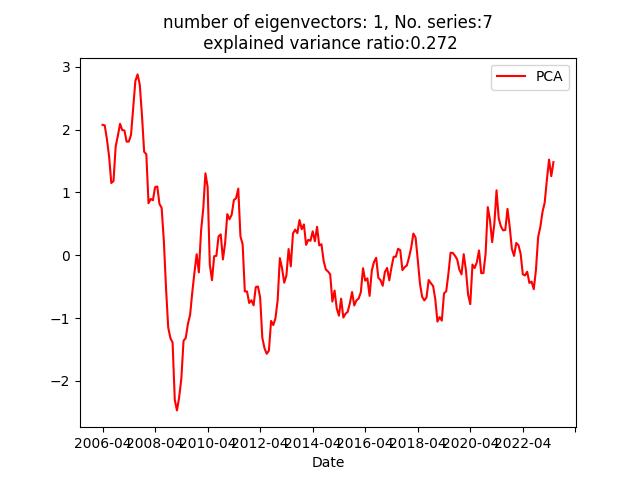 number of eigenvectors: 1, No. series:7
explained variance ratio:0.272
PCA
3
2
1
0
−1
−2
2006-04 2008-04 2010-04 2012-04 2014-04 2016-04 2018-04 2020-04 2022-04
Date